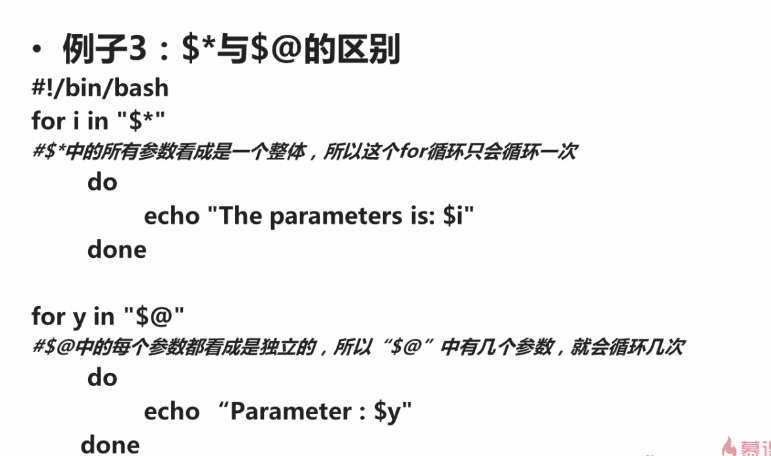 • 例子3：$*与$@的区别
#!/bin/bash
for i in "$*"
#$*中的所有参数看成是一个整体，所以这个for循环只会循环一次
do
echo "The parameters is: $i"
done
for y in "$@"
#$@中的每个参数都看成是独立的，所以“$@”中有几个参数，就会循环几次
do
echo “Parameter：$y"
done